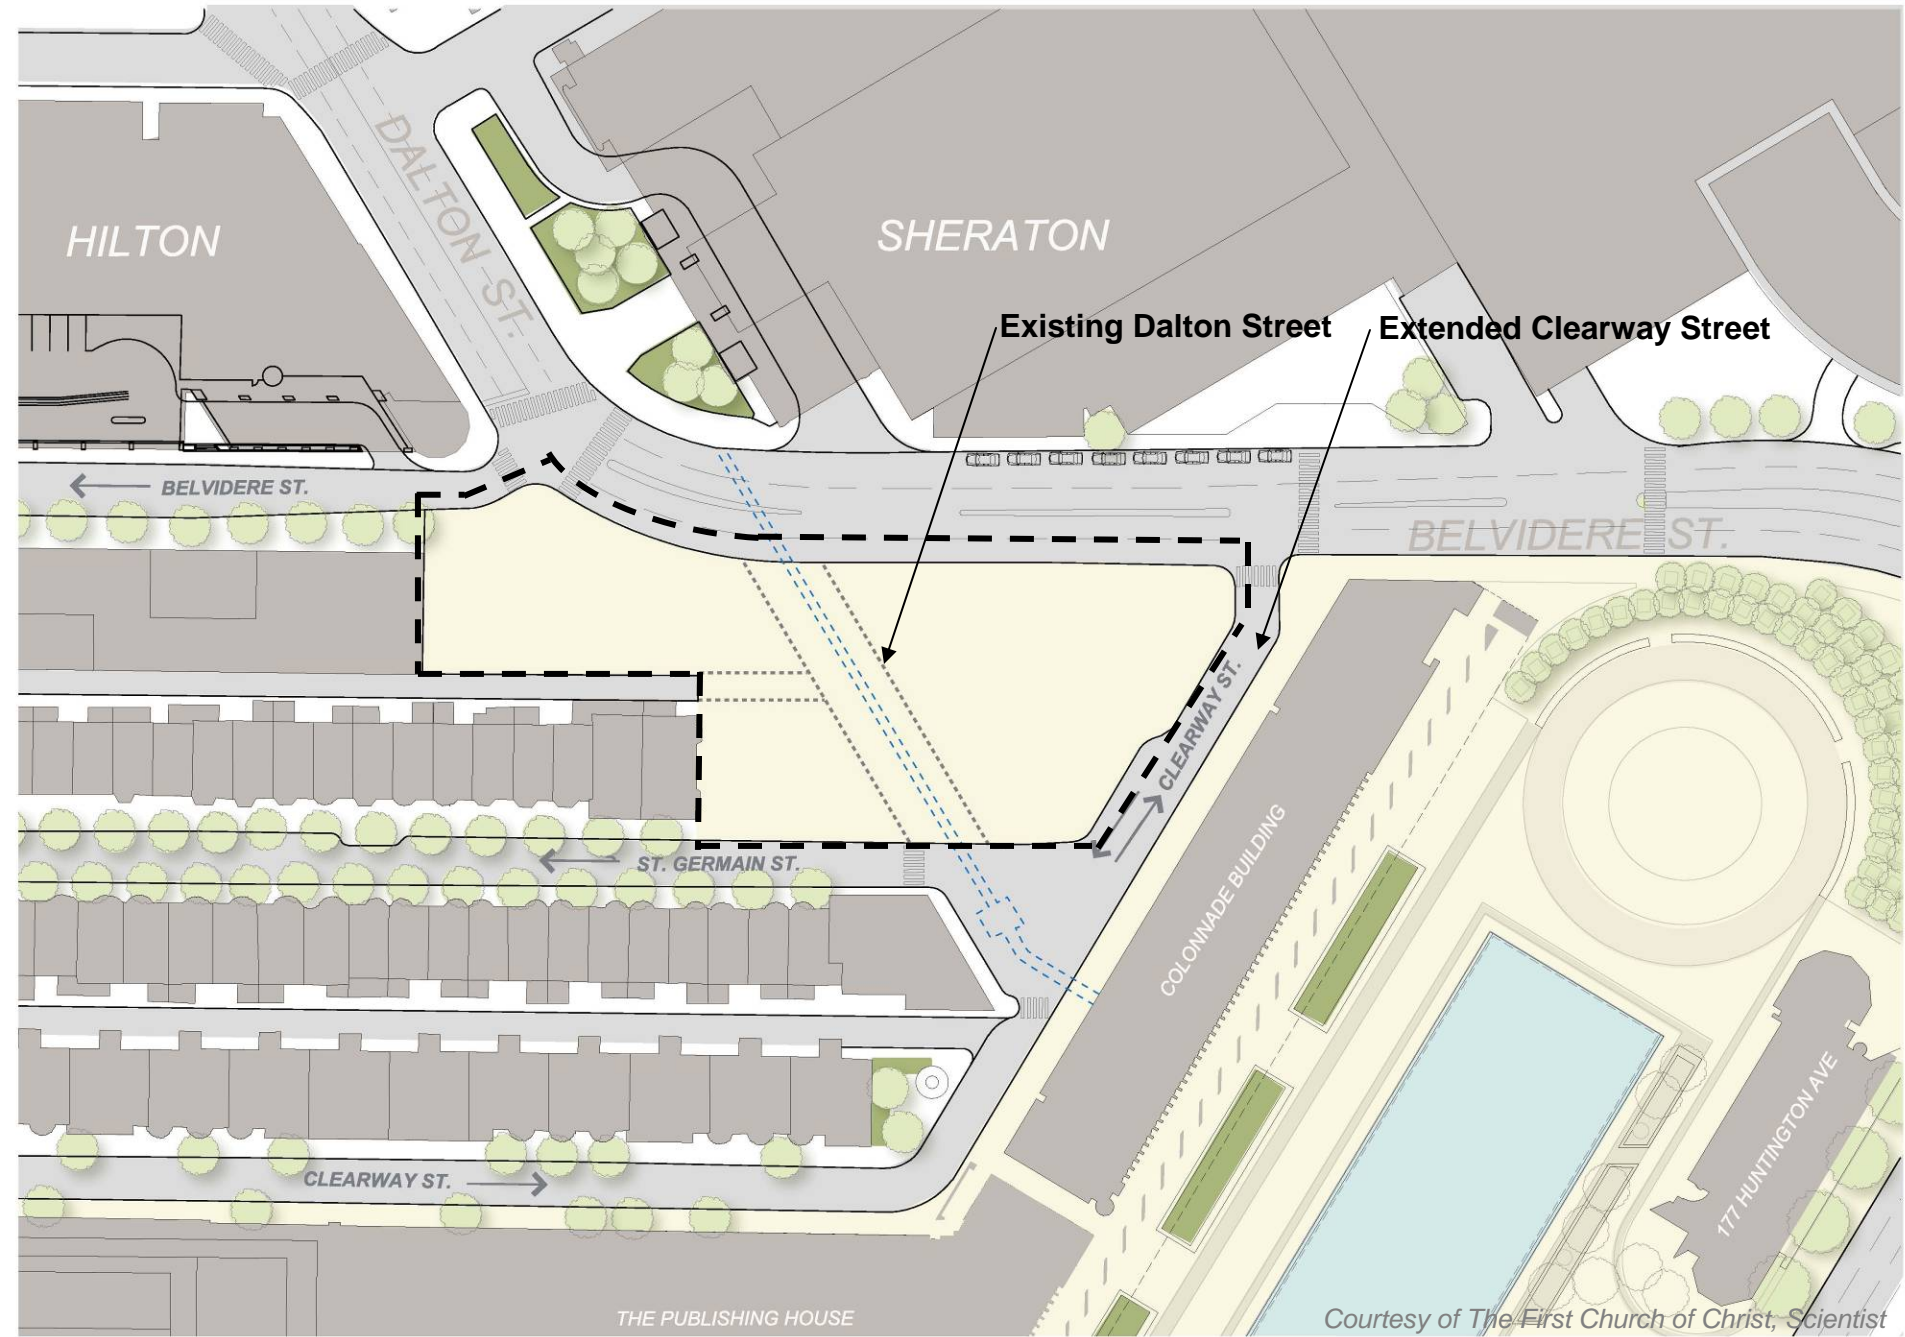 DALTON ST.
HILTON
SHERATON
Existing Dalton Street
Extended Clearway Street
BELVIDERE ST.
BELVIDERE ST.
CLEARWAY ST.
ST. GERMAIN ST.
COLONNADE BUILDING
CLEARWAY ST.
177 HUNTINGTON AVE
THE PUBLISHING HOUSE
Courtesy of The First Church of Christ, Scientist